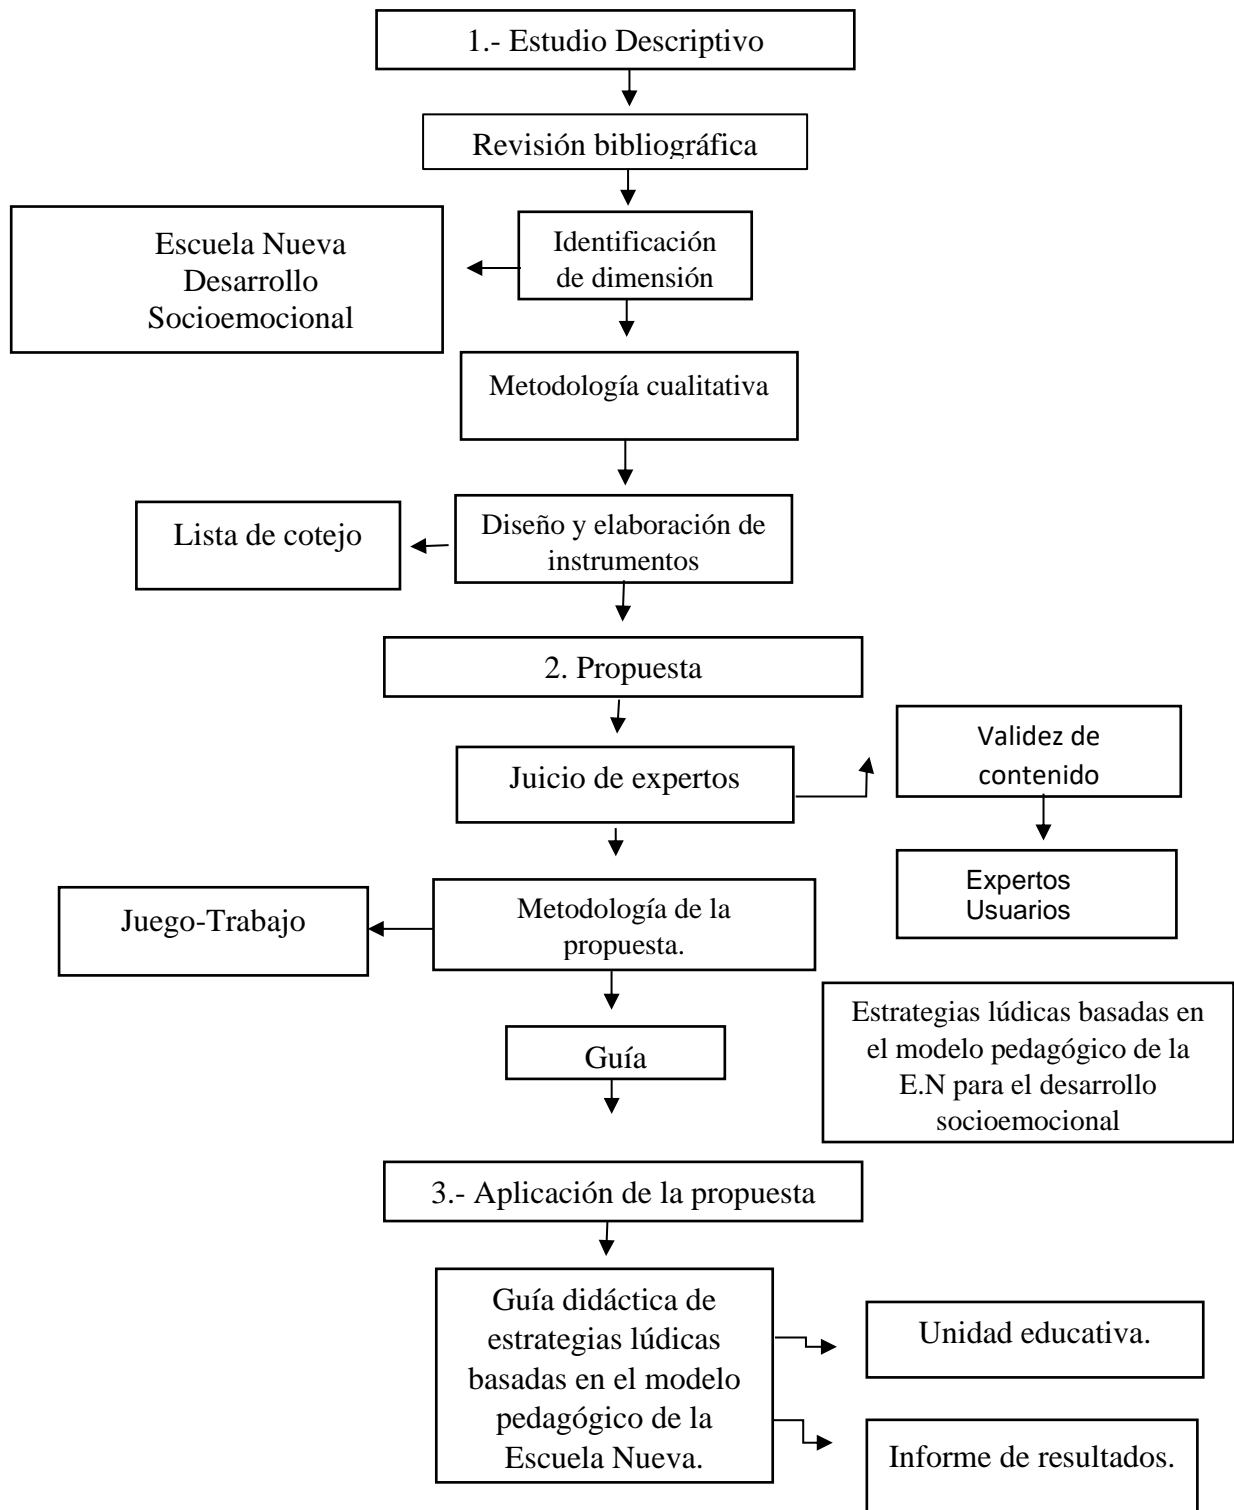 1.- Estudio Descriptivo
Revisión bibliográfica
Identificación
de dimensión
Escuela Nueva
Desarrollo
Socioemocional
Metodología cualitativa
Diseño y elaboración de
instrumentos
Lista de cotejo
2. Propuesta
Juicio de expertos
Validez de
contenido
Expertos
Usuarios
Metodología de la
propuesta.
Juego-Trabajo
Guía
Estrategias lúdicas basadas en
el modelo pedagógico de la
E.N para el desarrollo
socioemocional
3.- Aplicación de la propuesta
Guía didáctica de
estrategias lúdicas
basadas en el modelo
pedagógico de la
Escuela Nueva.
Unidad educativa.
Informe de resultados.